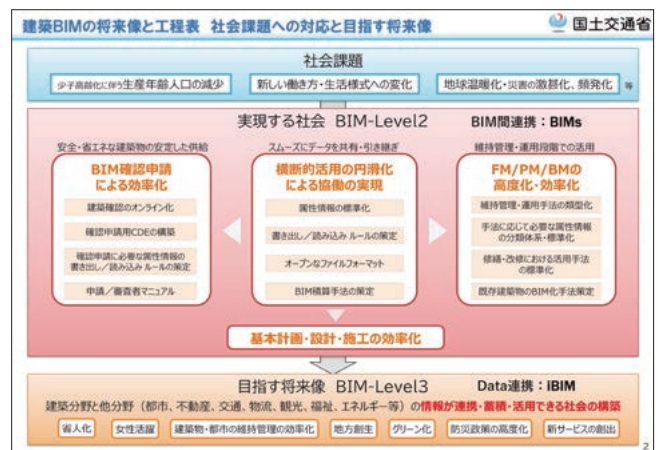 建築BIMの将来像と工程表 社会課題への対応と目指す将来像
国土交通省
社会課題
少子高齢化に伴う生産年齢人口の減少
新しい働き方・生活様式への変化
地球温暖化・災害の激甚化、頻発化
等
実現する社会 BIM-Level2
BIM間連携：BIMs
安全・省エネな建築物の安定した供給
BIM確認申請
による効率化
建築確認のオンライン化
確認申請用CDEの構築
確認申請に必要な属性情報の
書き出し／読み込み ルールの策定
申請／審査者マニュアル
スムーズにデータを共有・引き継ぎ
横断的活用の円滑化
による協働の実現
属性情報の標準化
書き出し／読み込み ルールの策定
オープンなファイルフォーマット
BIM積算手法の策定
維持管理・運用段階での活用
FM/PM/BMの
高度化・効率化
維持管理・運用手法の類型化
手法に応じて必要な属性情報
の分類体系・標準化
修繕・改修における活用手法
の標準化
既存建築物のBIM化手法策定
基本計画・設計・施工の効率化
目指す将来像 BIM-Level3
Data連携：iBIM
建築分野と他分野（都市、不動産、交通、物流、観光、福祉、エネルギー等）の情報が連携・蓄積・活用できる社会の構築
省人化
女性活躍
建築物・都市の維持管理の効率化
地方創生
グリーン化
防災政策の高度化
新サービスの創出
2